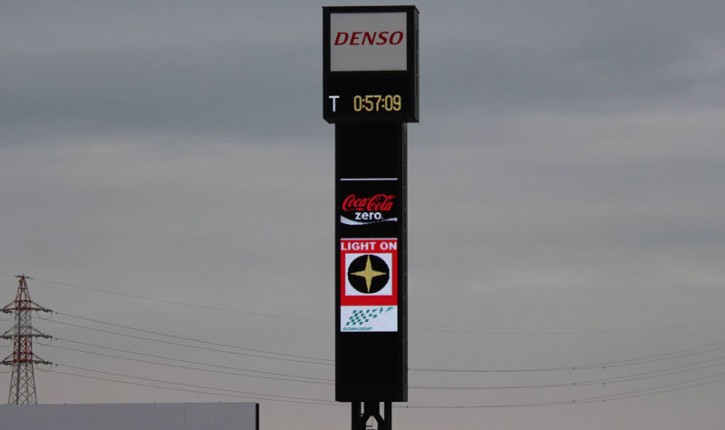 DENSO
T 0:57:09
Coca-Cola
zero
LIGHT ON